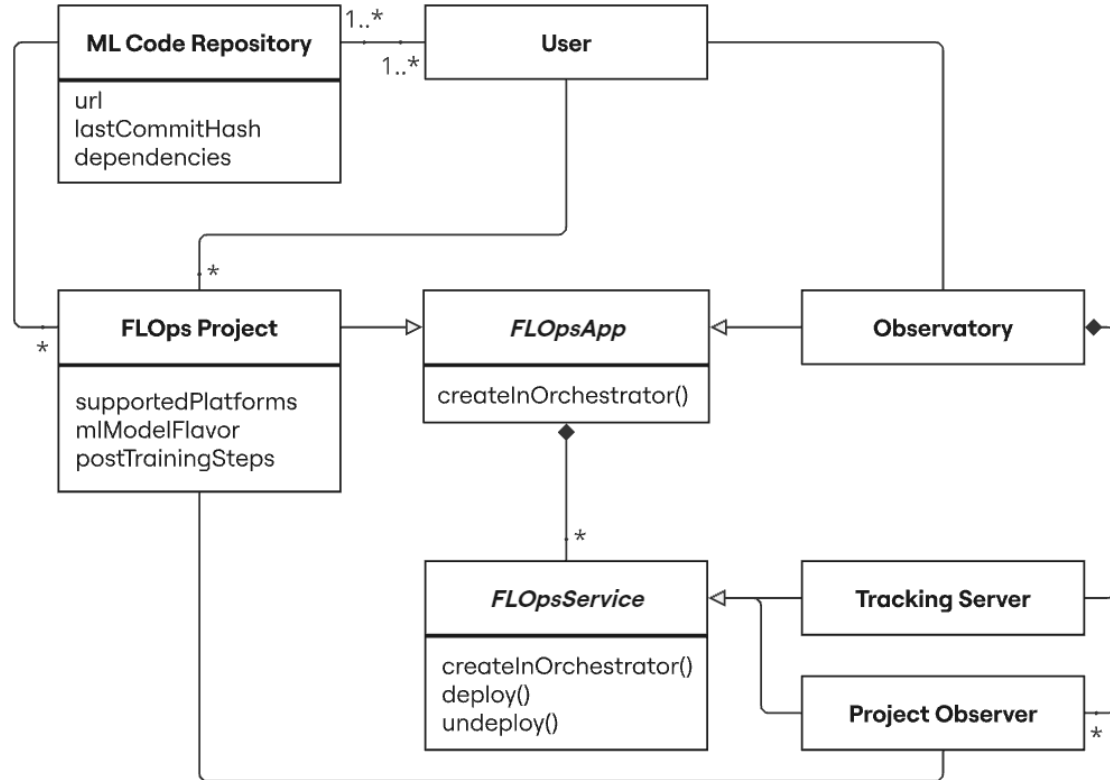 ML Code Repository
1..*
1..*
User
url
lastCommitHash
dependencies
*
*
FLOps Project
FLOpsApp
Observatory
createInOrchestrator()
supportedPlatforms
mlModelFlavor
postTrainingSteps
*
FLOpsService
Tracking Server
createInOrchestrator()
deploy()
undeploy()
Project Observer
*